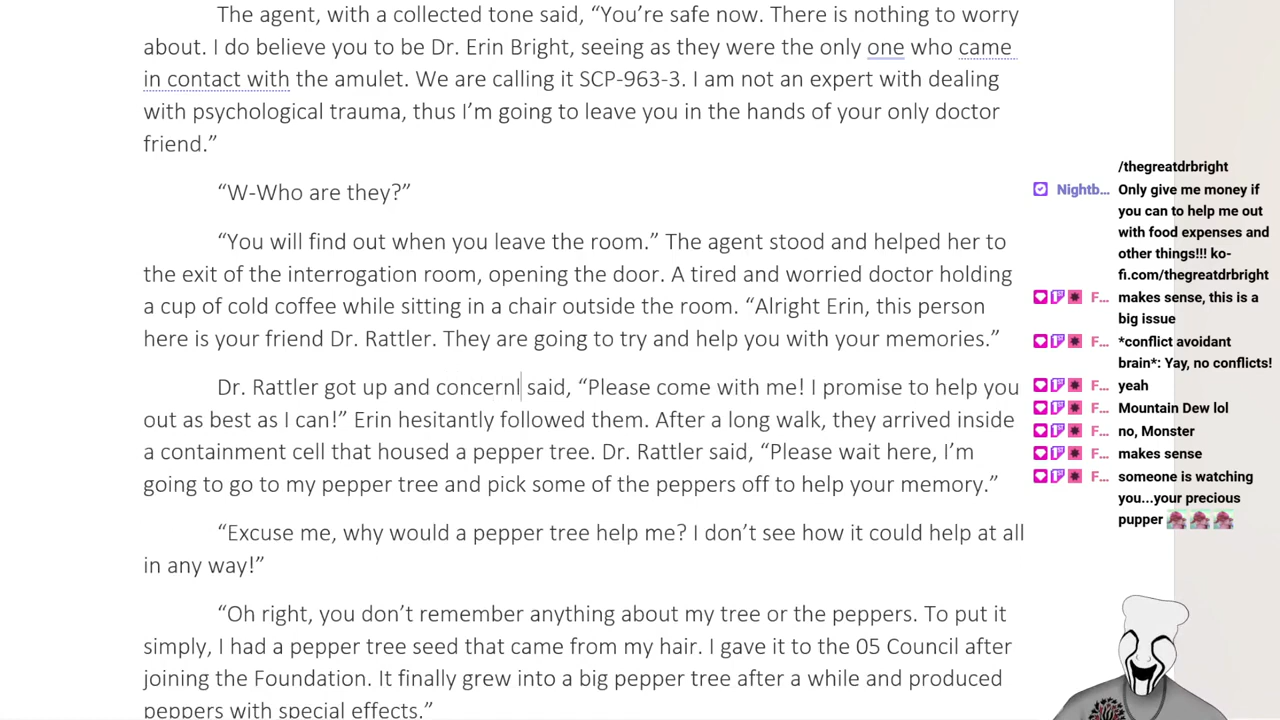 The agent, with a collected tone said, “You’re safe now. There is nothing to worry
about. I do believe you to be Dr. Erin Bright, seeing as they were the only one who came
in contact with the amulet. We are calling it SCP-963-3. I am not an expert with dealing
with psychological trauma, thus I’m going to leave you in the hands of your only doctor
friend.”
“W-Who are they?”
“You will find out when you leave the room.” The agent stood and helped her to
the exit of the interrogation room, opening the door. A tired and worried doctor holding
a cup of cold coffee while sitting in a chair outside the room. “Alright Erin, this person
here is your friend Dr. Rattler. They are going to try and help you with your memories.”
Dr. Rattler got up and concernl said, “Please come with me! I promise to help you
out as best as I can!” Erin hesitantly followed them. After a long walk, they arrived inside
a containment cell that housed a pepper tree. Dr. Rattler said, “Please wait here, I’m
going to go to my pepper tree and pick some of the peppers off to help your memory.”
“Excuse me, why would a pepper tree help me? I don’t see how it could help at all
in any way!”
“Oh right, you don’t remember anything about my tree or the peppers. To put it
simply, I had a pepper tree seed that came from my hair. I gave it to the 05 Council after
joining the Foundation. It finally grew into a big pepper tree after a while and produced
peppers with special effects.”
/thegreatdrbright
Nightb... Only give me money if
you can to help me out
with food expenses and
other things!!! ko-
fi.com/thegreatdrbright
F... makes sense, this is a
big issue
F... *conflict avoidant
brain*: Yay, no conflicts!
F... yeah
F... Mountain Dew lol
F... no, Monster
F... makes sense
F... someone is watching
you...your precious
pupper